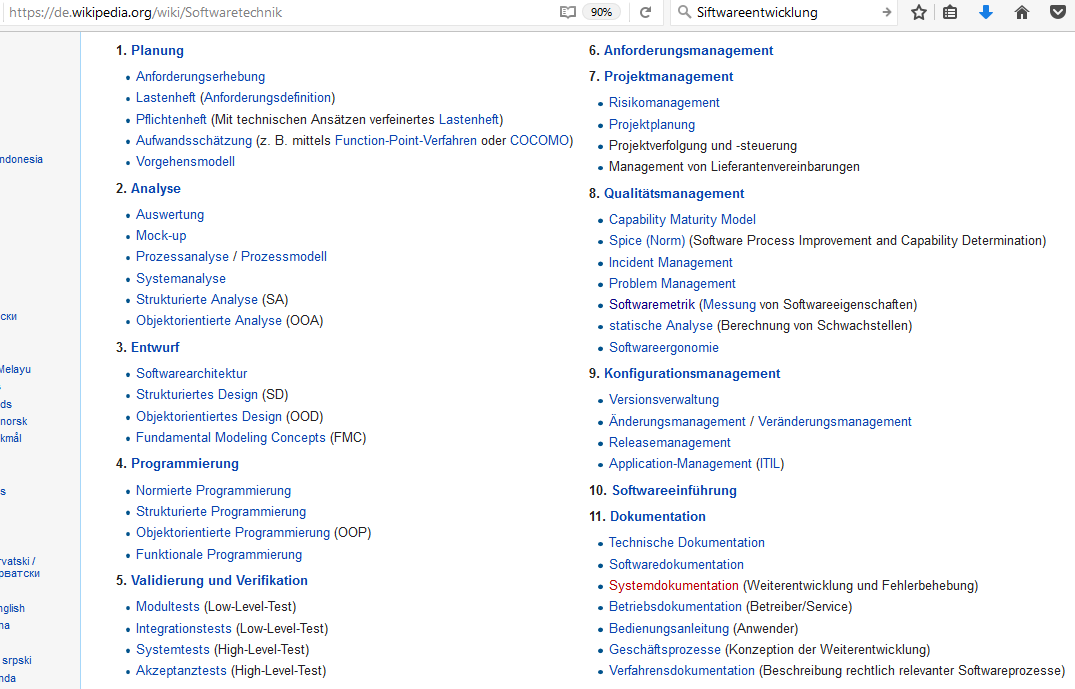 https://de.wikipedia.org/wiki/Softwaretechnik
90%
Siftwareentwicklung
ndonesia
ски
Melayu
ds
norsk
kmål
s
rvatski /
рватски
nglish
na
srpski
nda
1. Planung
Anforderungserhebung
Lastenheft (Anforderungsdefinition)
Pflichtenheft (Mit technischen Ansätzen verfeinertes Lastenheft)
Aufwandsschätzung (z. B. mittels Function-Point-Verfahren oder COCOMO)
Vorgehensmodell
2. Analyse
Auswertung
Mock-up
Prozessanalyse / Prozessmodell
Systemanalyse
Strukturierte Analyse (SA)
Objektorientierte Analyse (OOA)
3. Entwurf
Softwarearchitektur
Strukturiertes Design (SD)
Objektorientiertes Design (OOD)
Fundamental Modeling Concepts (FMC)
4. Programmierung
Normierte Programmierung
Strukturierte Programmierung
Objektorientierte Programmierung (OOP)
Funktionale Programmierung
5. Validierung und Verifikation
Modultests (Low-Level-Test)
Integrationstests (Low-Level-Test)
Systemtests (High-Level-Test)
Akzeptanztests (High-Level-Test)
6. Anforderungsmanagement
7. Projektmanagement
Risikomanagement
Projektplanung
Projektverfolgung und -steuerung
Management von Lieferantenvereinbarungen
8. Qualitätsmanagement
Capability Maturity Model
Spice (Norm) (Software Process Improvement and Capability Determination)
Incident Management
Problem Management
Softwaremetrik (Messung von Softwareeigenschaften)
statische Analyse (Berechnung von Schwachstellen)
Softwareergonomie
9. Konfigurationsmanagement
Versionsverwaltung
Änderungsmanagement / Veränderungsmanagement
Releasemanagement
Application-Management (ITIL)
10. Softwareeinführung
11. Dokumentation
Technische Dokumentation
Softwaredokumentation
Systemdokumentation (Weiterentwicklung und Fehlerbehebung)
Betriebsdokumentation (Betreiber/Service)
Bedienungsanleitung (Anwender)
Geschäftsprozesse (Konzeption der Weiterentwicklung)
Verfahrensdokumentation (Beschreibung rechtlich relevanter Softwareprozesse)